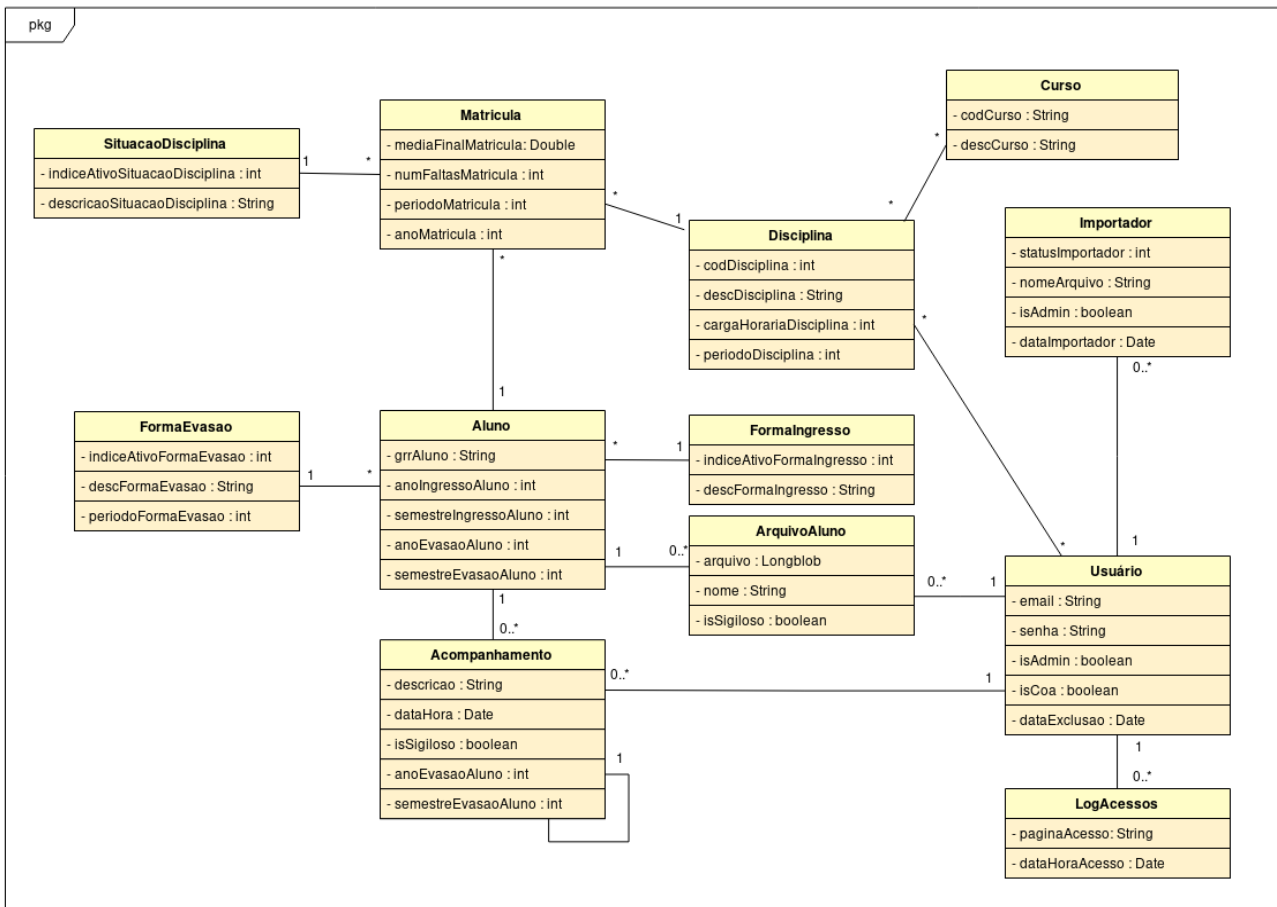 pkg
Curso
- codCurso : String
- descCurso : String
*
*
Matricula
- mediaFinalMatricula: Double
- numFaltasMatricula : int
- periodoMatricula : int
- anoMatricula : int
SituacaoDisciplina
- indiceAtivoSituacaoDisciplina : int
- descricaoSituacaoDisciplina : String
1
*
*
1
*
1
Disciplina
- codDisciplina : int
- descDisciplina : String
- cargaHorariaDisciplina : int
- periodoDisciplina : int
*
*
Importador
- statusImportador : int
- nomeArquivo : String
- isAdmin : boolean
- dataImportador : Date
0..*
1
FormaEvasao
- indiceAtivoFormaEvasao : int
- descFormaEvasao : String
- periodoFormaEvasao : int
1
*
Aluno
- grrAluno : String
- anoIngressoAluno : int
- semestreIngressoAluno : int
- anoEvasaoAluno : int
- semestreEvasaoAluno : int
*
1
FormaIngresso
- indiceAtivoFormaIngresso : int
- descFormaIngresso : String
1
0..*
ArquivoAluno
- arquivo : Longblob
- nome : String
- isSigiloso : boolean
0..*
1
Usuário
- email : String
- senha : String
- isAdmin : boolean
- isCoa : boolean
- dataExclusao : Date
1
0..*
Acompanhamento
- descricao : String
- dataHora : Date
- isSigiloso : boolean
- anoEvasaoAluno : int
- semestreEvasaoAluno : int
0..*
1
1
1
0..*
LogAcessos
- paginaAcesso: String
- dataHoraAcesso : Date